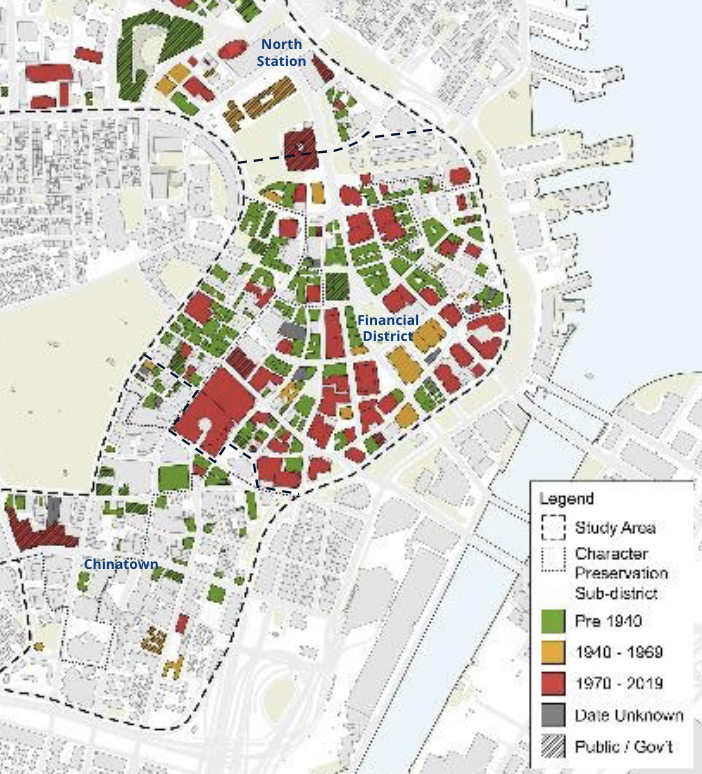 North
Station
Financial
District
Chinatown
Legend
Study Area
Character
Preservation
Sub-district
Pre 1940
1940 - 1969
1970 - 2019
Date Unknown
Public / Gov't